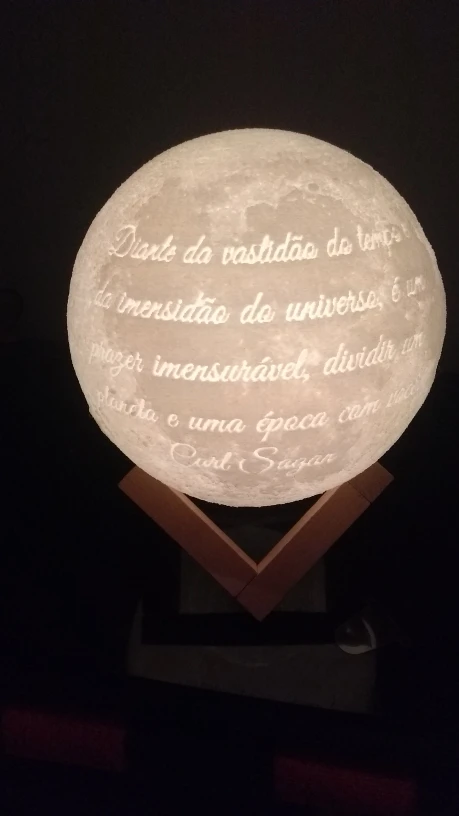 Diante da vastidão do tempo e
da imensidão do universo, é um
prazer imensurável, dividir um
planeta e uma época com você
Carl Sagan